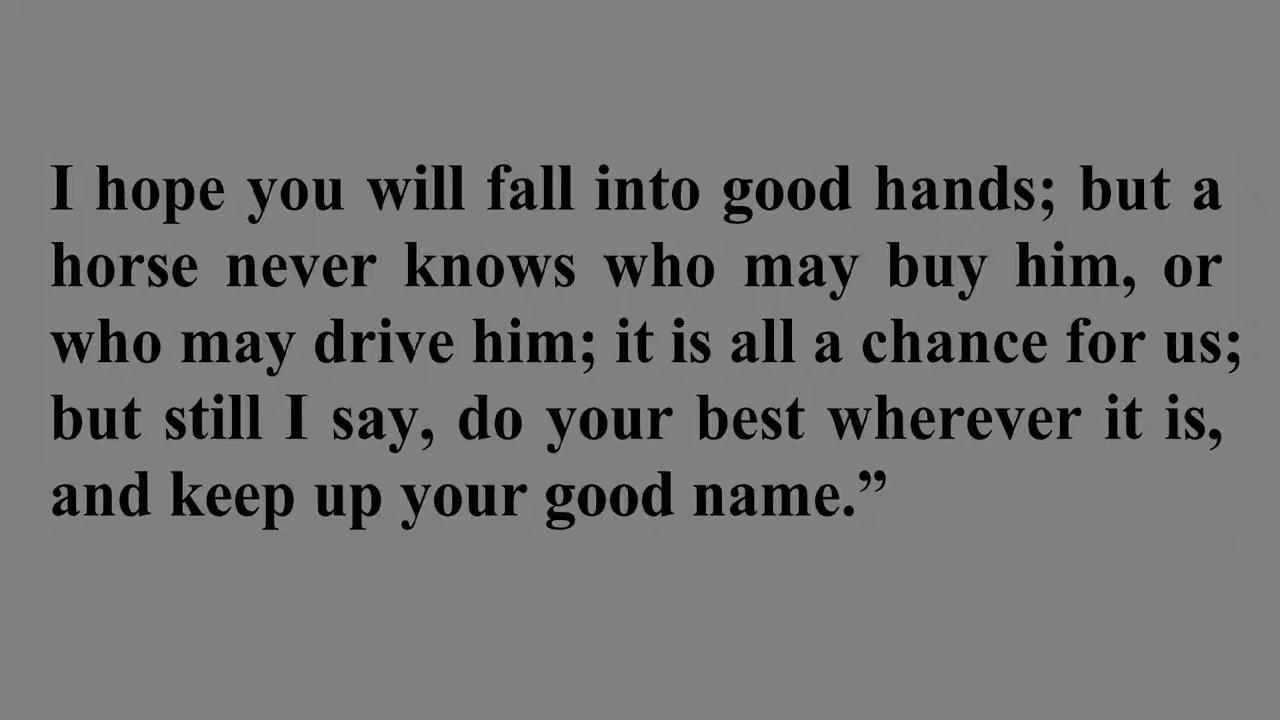 I hope you will fall into good hands; but a
horse never knows who may buy him, or
who may drive him; it is all a chance for us;
but still I say, do your best wherever it is,
and keep up your good name.”